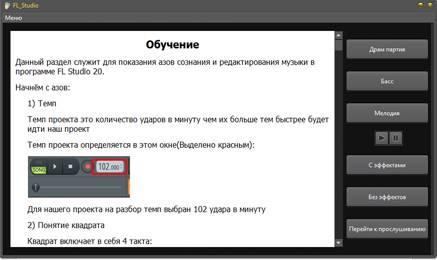 FL_Studio
Меню
Обучение
Данный раздел служит для показания азов сознания и редактирования музыки в
программе FL Studio 20.
Начнём с азов:
1) Темп
Темп проекта это количество ударов в минуту чем их больше тем быстрее будет
идти наш проект
Темп проекта определяется в этом окне(Выделено красным):
SONG
102.000
Для нашего проекта на разбор темп выбран 102 удара в минуту
2) Понятие квадрата
Квадрат включает в себя 4 такта:
Драм партия
Басс
Мелодия
С эффектами
Без эффектов
Перейти к прослушиванию